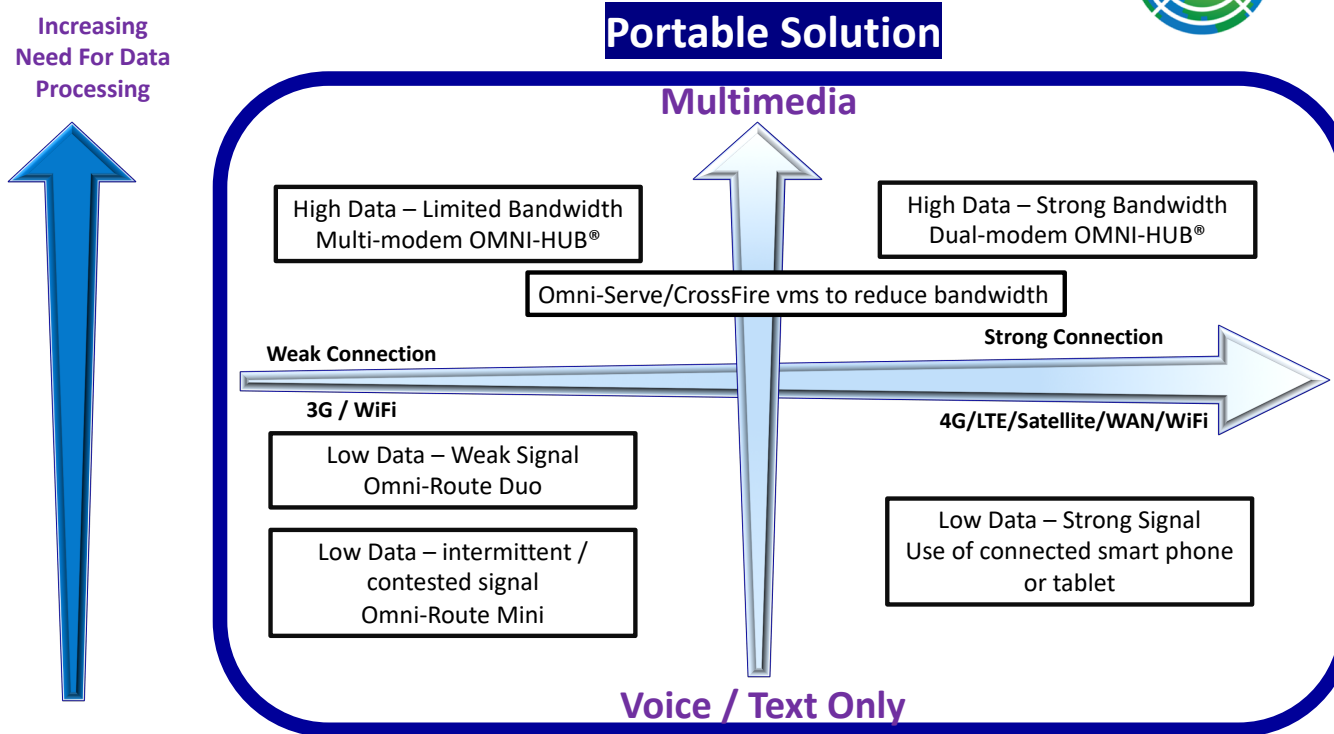 Increasing
Need For Data
Processing
Portable Solution
Multimedia
High Data – Limited Bandwidth
Multi-modem OMNI-HUB®
High Data – Strong Bandwidth
Dual-modem OMNI-HUB®
Omni-Serve/CrossFire vms to reduce bandwidth
Weak Connection
Strong Connection
3G / WiFi
4G/LTE/Satellite/WAN/WiFi
Low Data – Weak Signal
Omni-Route Duo
Low Data – intermittent /
contested signal
Omni-Route Mini
Low Data – Strong Signal
Use of connected smart phone
or tablet
Voice / Text Only